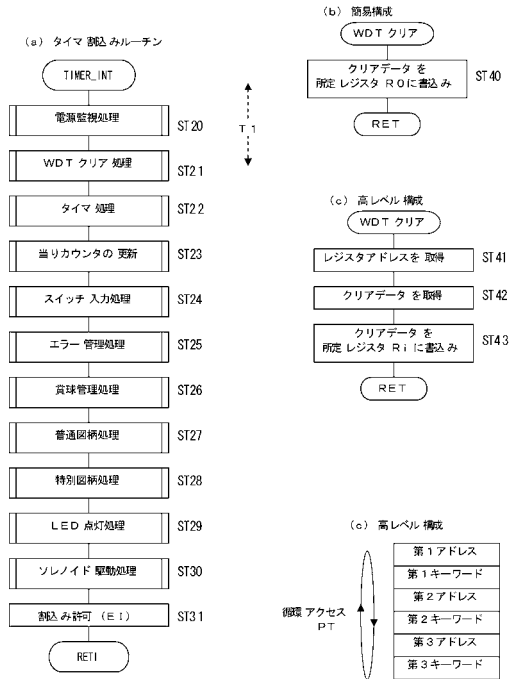 (a) タイマ 割込みルーチン
TIMER_INT
電源監視処理
ST20
WDT クリア 処理
ST21
タイマ 処理
ST22
当りカウンタの 更新
ST23
スイッチ 入力処理
ST24
エラー 管理処理
ST25
賞球管理処理
ST26
普通図柄処理
ST27
特別図柄処理
ST28
LED 点灯処理
ST29
ソレノイド 駆動処理
ST30
割込み許可 (EI)
ST31
RETI
T1
(b) 簡易構成
WDT クリア
クリアデータ を
所定 レジスタ R0に書込み
ST40
RET
(c) 高レベル 構成
WDT クリア
レジスタアドレスを 取得
ST41
クリアデータ を取得
ST42
クリアデータ を
所定 レジスタ Ri に書込み
ST43
RET
(c) 高レベル 構成
循環 アクセス
PT
第1アドレス
第1キーワード
第2アドレス
第2キーワード
第3アドレス
第3キーワード